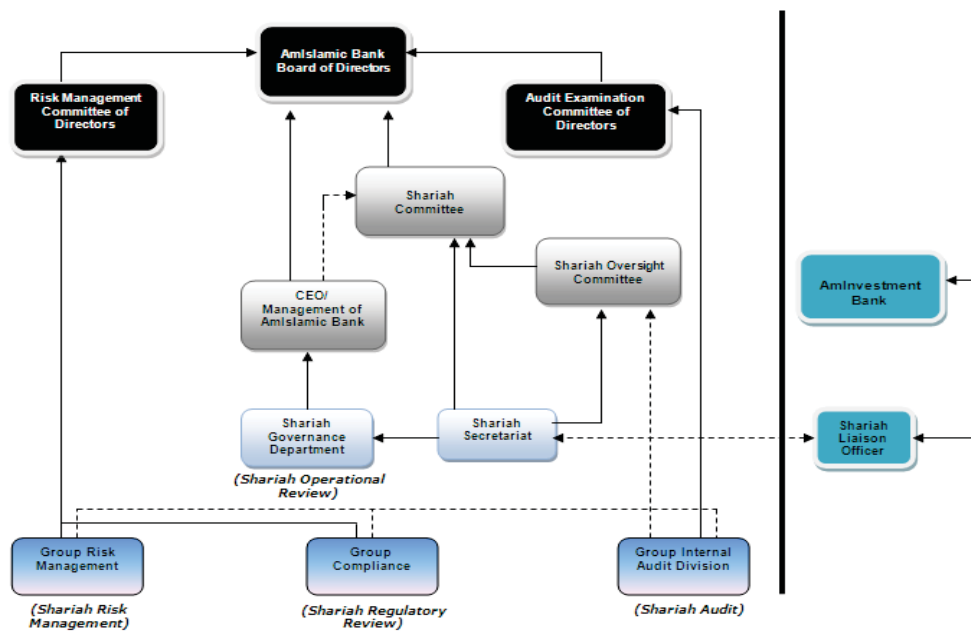 AmIslamic Bank
Board of Directors
Risk Management
Committee of
Directors
Audit Examination
Committee of
Directors
Shariah
Committee
Shariah Oversight
Committee
CEO/
Management of
AmIslamic Bank
AmInvestment
Bank
Shariah
Governance
Department
(Shariah Operational
Review)
Shariah
Secretariat
Shariah
Liaison
Officer
Group Risk
Management
(Shariah Risk
Management)
Group
Compliance
(Shariah Regulatory
Review)
Group Internal
Audit Division
(Shariah Audit)